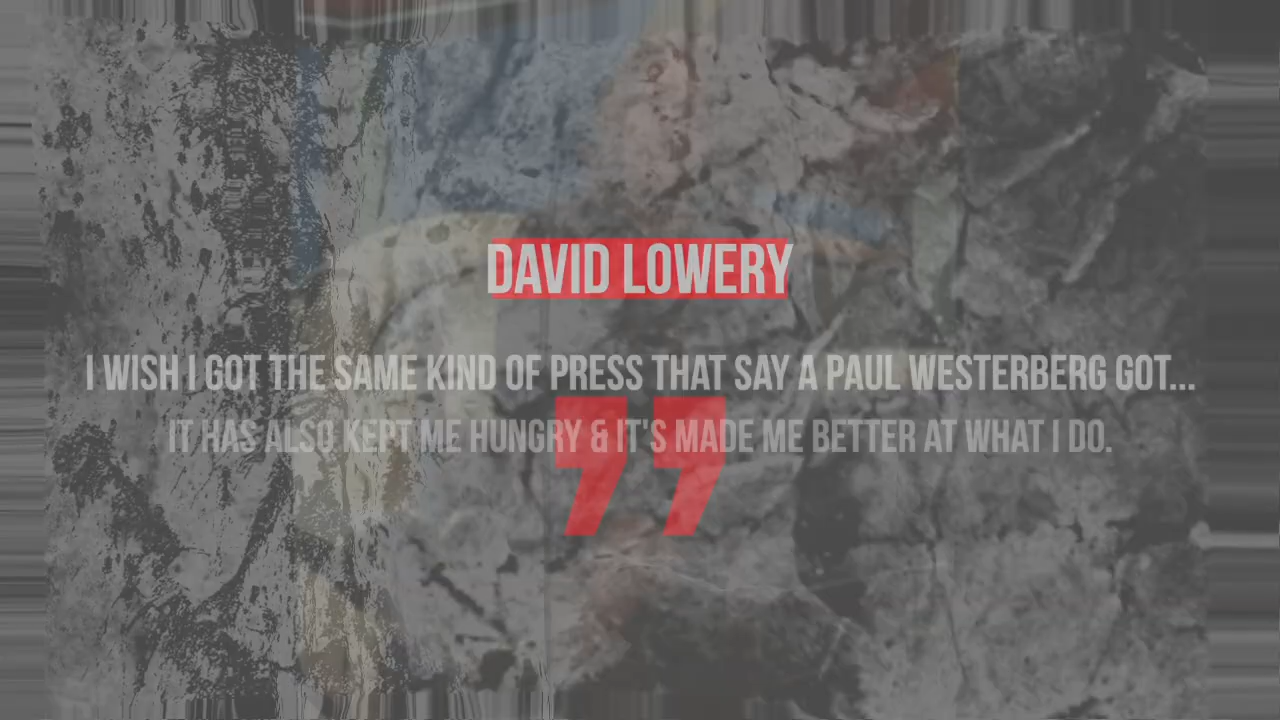 DAVID LOWERY
I WISH I GOT THE SAME KIND OF PRESS THAT SAY A PAUL WESTERBERG GOT...
IT HAS ALSO KEPT ME HUNGRY & IT'S MADE ME BETTER AT WHAT I DO.
"